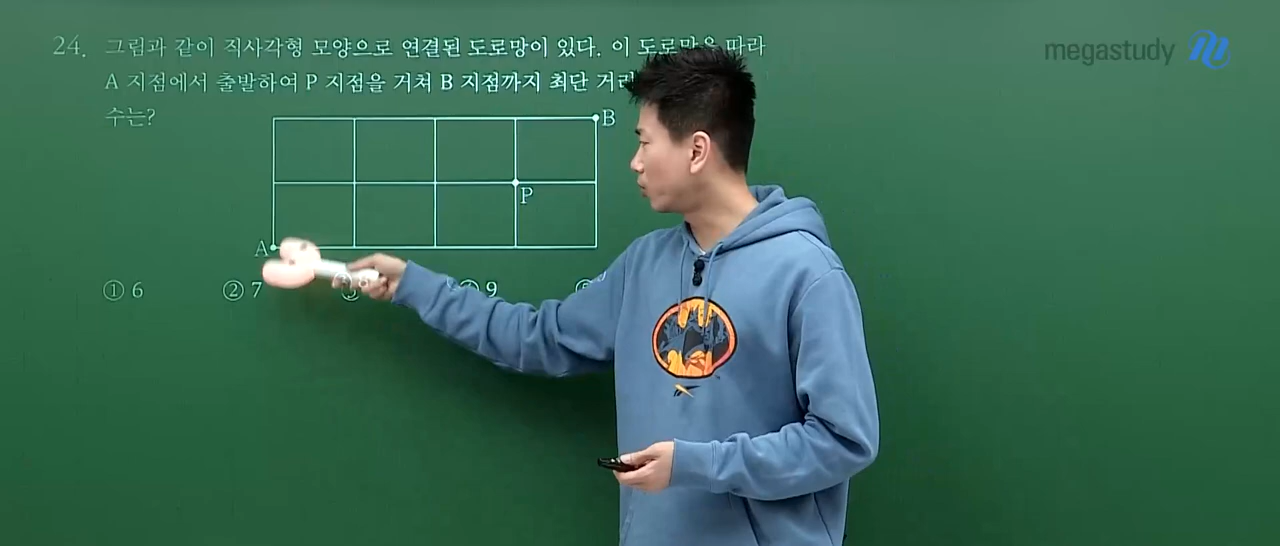 24. 그림과 같이 직사각형 모양으로 연결된 도로망이 있다. 이 도로망을 따라
A 지점에서 출발하여 P 지점을 거쳐 B 지점까지 최단 거리
수는?
B
P
A
① 6 ② 7 ③ 8 ④ 9
megastudy